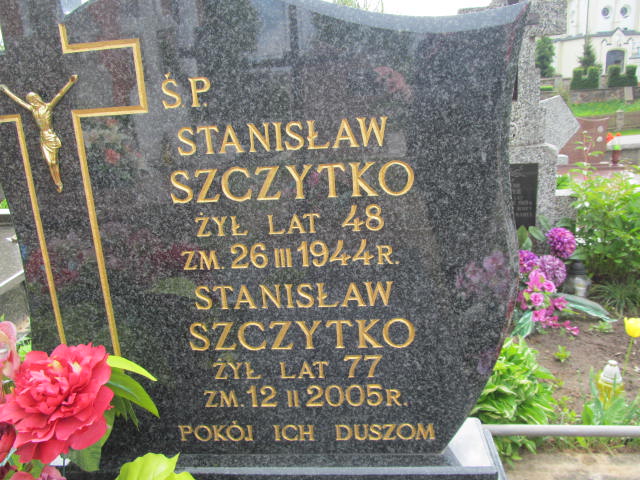 Ś.P.
STANISŁAW
SZCZYTKO
ŻYŁ LAT 48
ZM. 26 III 1944 R.
STANISŁAW
SZCZYTKO
ŻYŁ LAT 77
ZM. 12 II 2005 R.
POKÓJ ICH DUSZOM